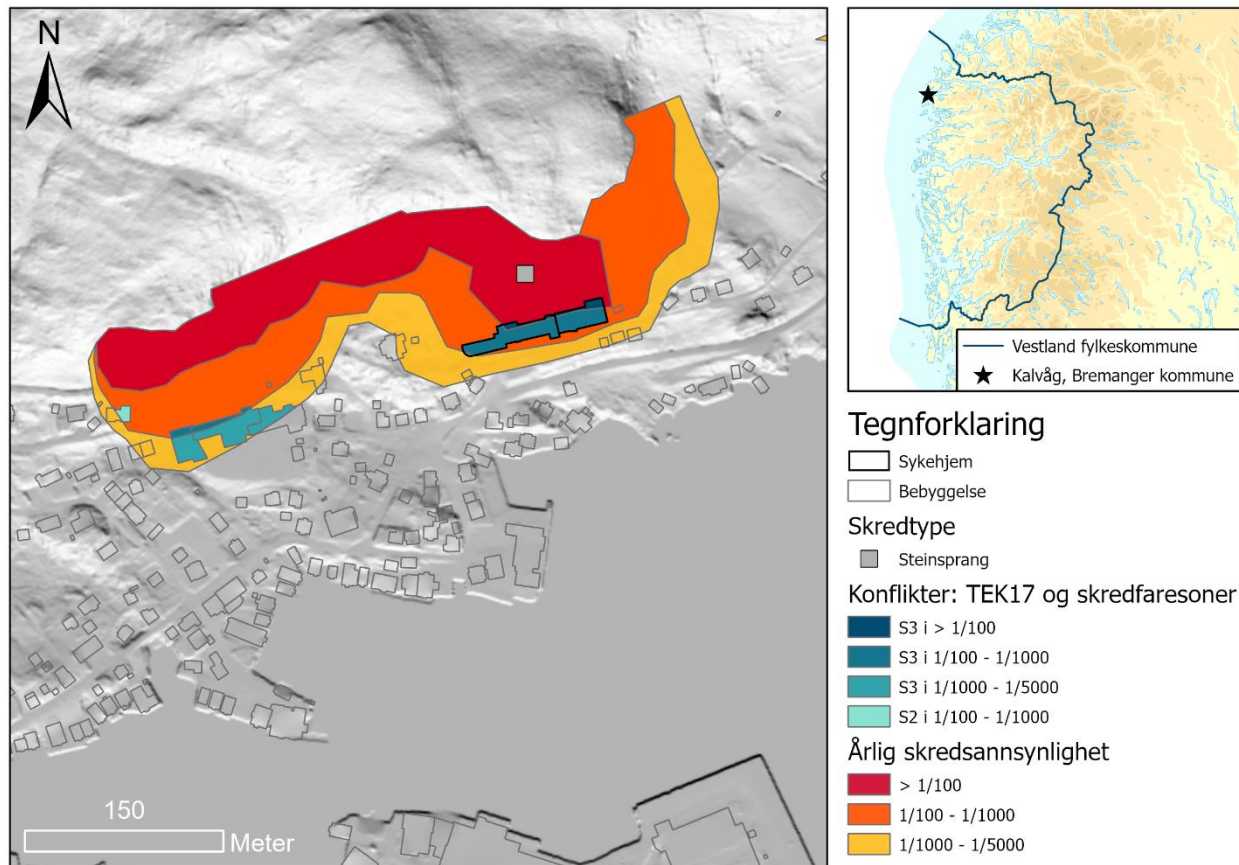 N
150
Meter
Vestland fylkeskommune
Kalvåg, Bremanger kommune
Tegnforklaring
Sykehjem
Bebyggelse
Skredtype
Steinsprang
Konflikter: TEK17 og skredfaresoner
S3 i > 1/100
S3 i 1/100 - 1/1000
S3 i 1/1000 - 1/5000
S2 i 1/100 - 1/1000
Årlig skredsannsynlighet
> 1/100
1/100 - 1/1000
1/1000 - 1/5000